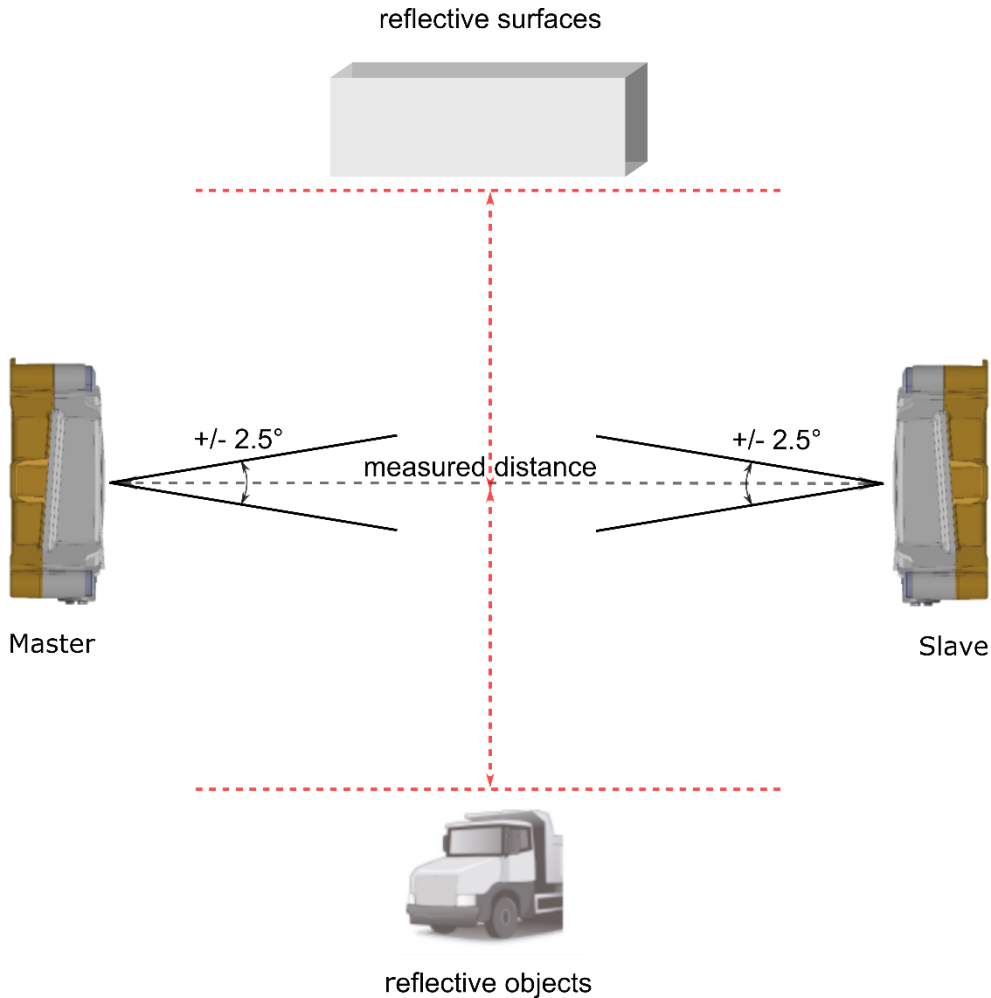 reflective surfaces
+/- 2.5°
+/- 2.5°
measured distance
Master
Slave
reflective objects